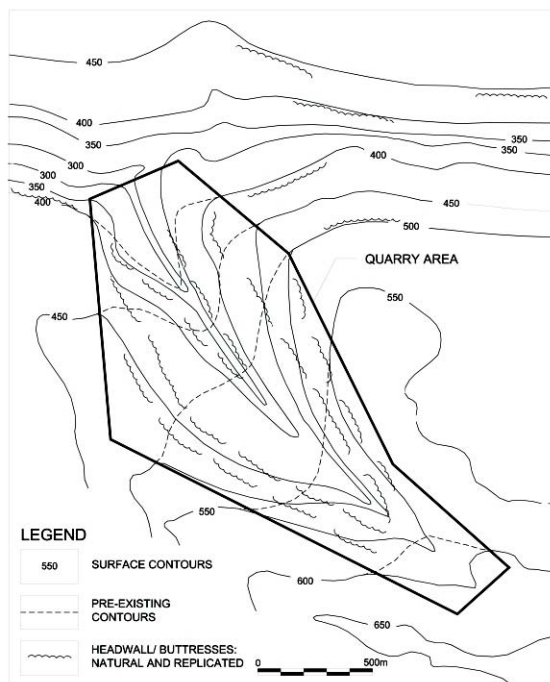 450
400
350
350
350
400
300
300
350
400
450
500
QUARRY AREA
550
450
550
600
650
LEGEND
550 SURFACE CONTOURS
PRE-EXISTING
CONTOURS
HEADWALL/ BUTTRESSES:
NATURAL AND REPLICATED
0 500m